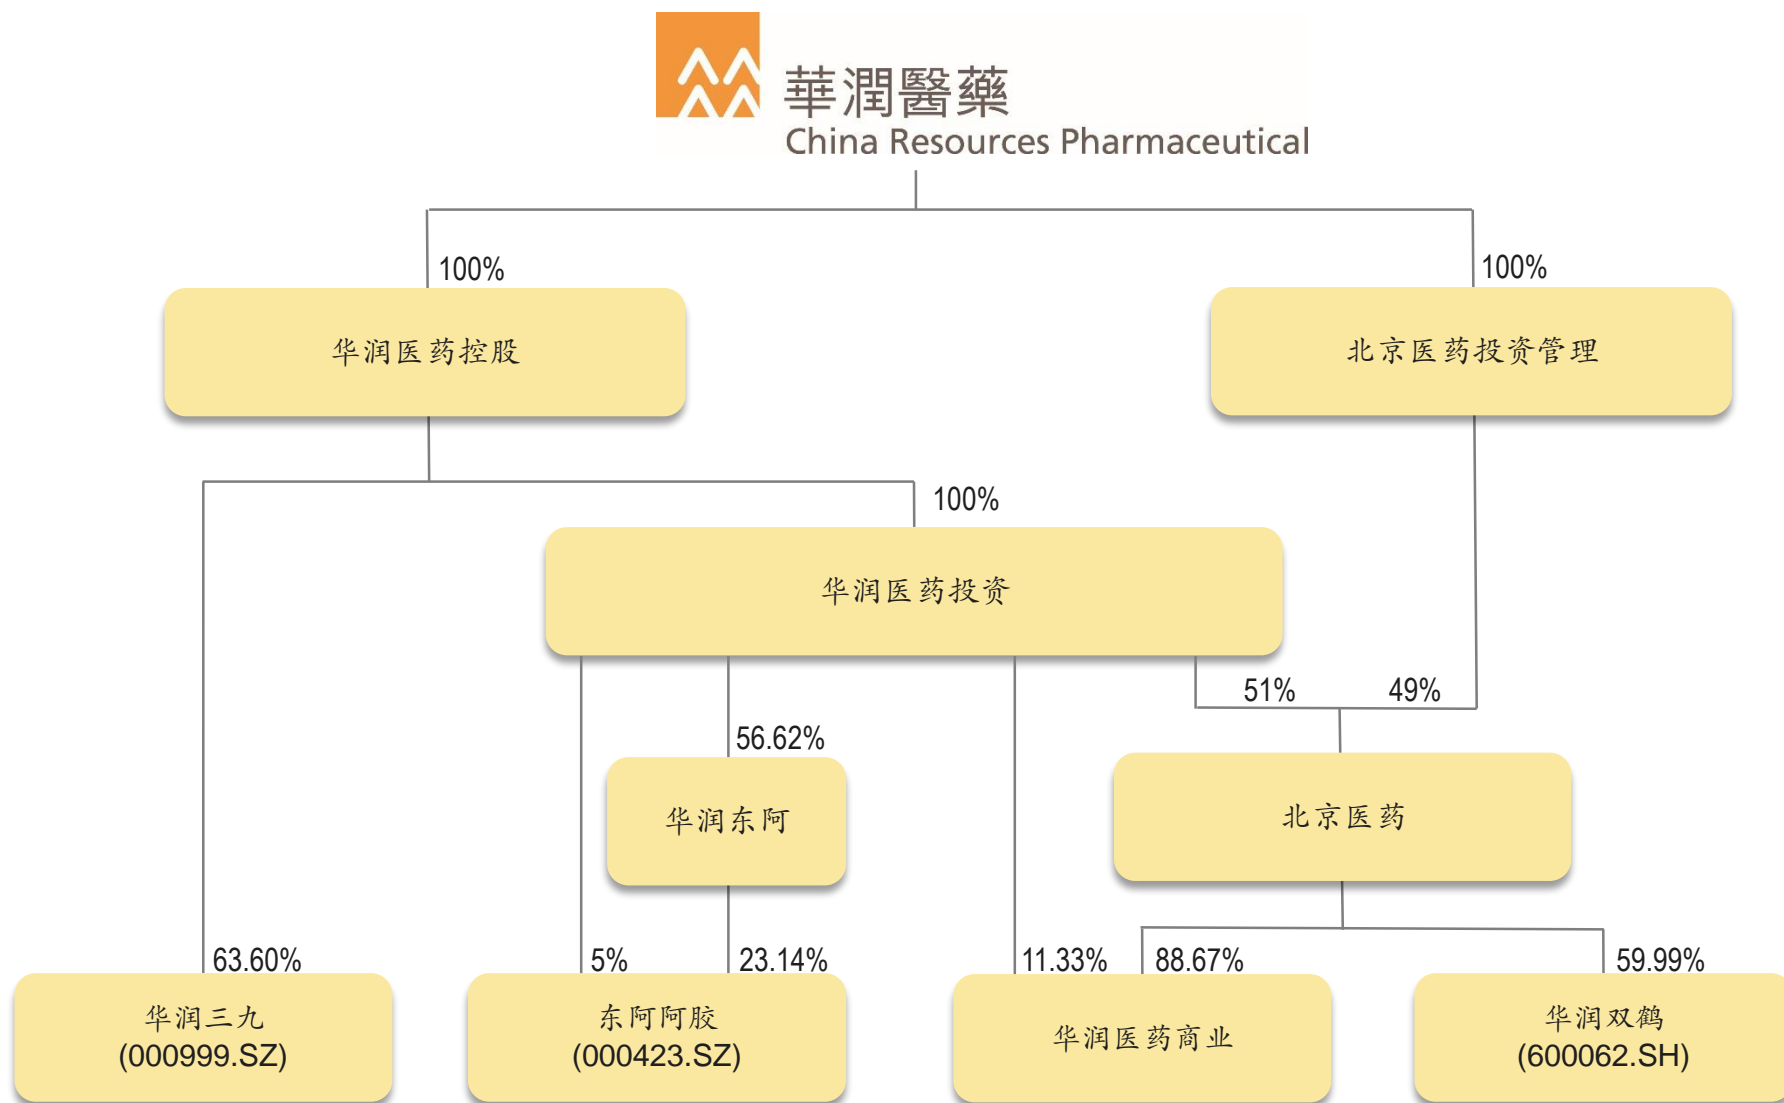 華潤醫藥
China Resources Pharmaceutical
100%
100%
华润医药控股
北京医药投资管理
100%
华润医药投资
51%
49%
56.62%
华润东阿
北京医药
63.60%
5%
23.14%
11.33%
88.67%
59.99%
华润三九
(000999.SZ)
东阿阿胶
(000423.SZ)
华润医药商业
华润双鹤
(600062.SH)